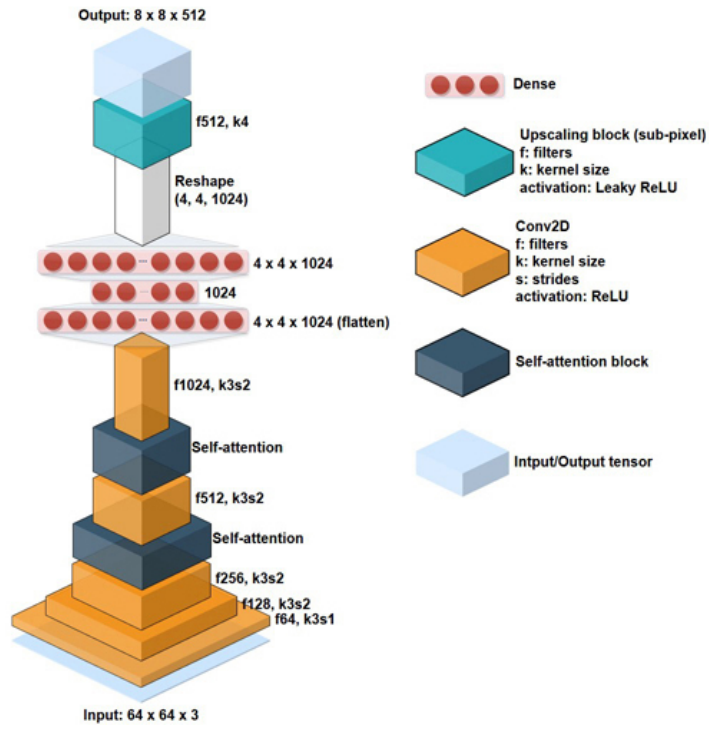 Output: 8 x 8 x 512
f512, k4
Reshape
(4, 4, 1024)
4 x 4 x 1024
1024
4 x 4 x 1024 (flatten)
f1024, k3s2
Self-attention
f512, k3s2
Self-attention
f256, k3s2
f128, k3s2
f64, k3s1
Input: 64 x 64 x 3
Dense
Upscaling block (sub-pixel)
f: filters
k: kernel size
activation: Leaky ReLU
Conv2D
f: filters
k: kernel size
s: strides
activation: ReLU
Self-attention block
Intput/Output tensor